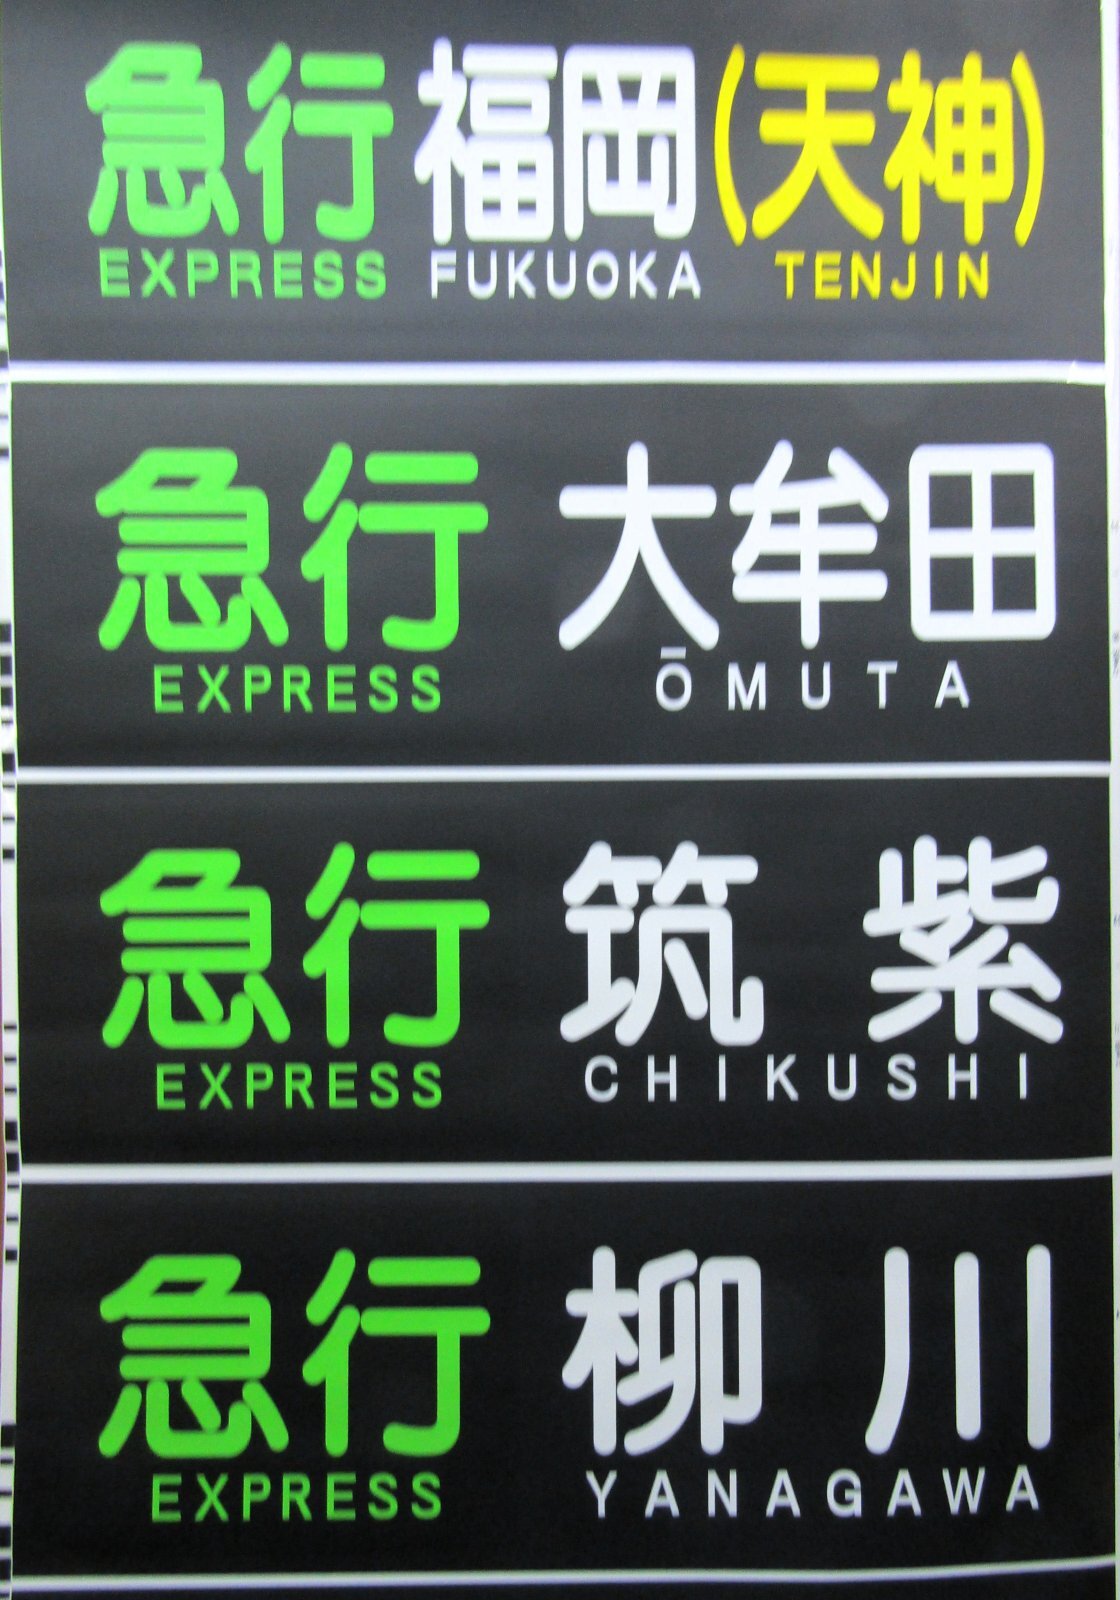 急行 福岡(天神)
EXPRESS FUKUOKA TENJIN
急行 大牟田
EXPRESS ŌMUTA
急行 筑紫
EXPRESS CHIKUSHI
急行 柳川
EXPRESS YANAGAWA